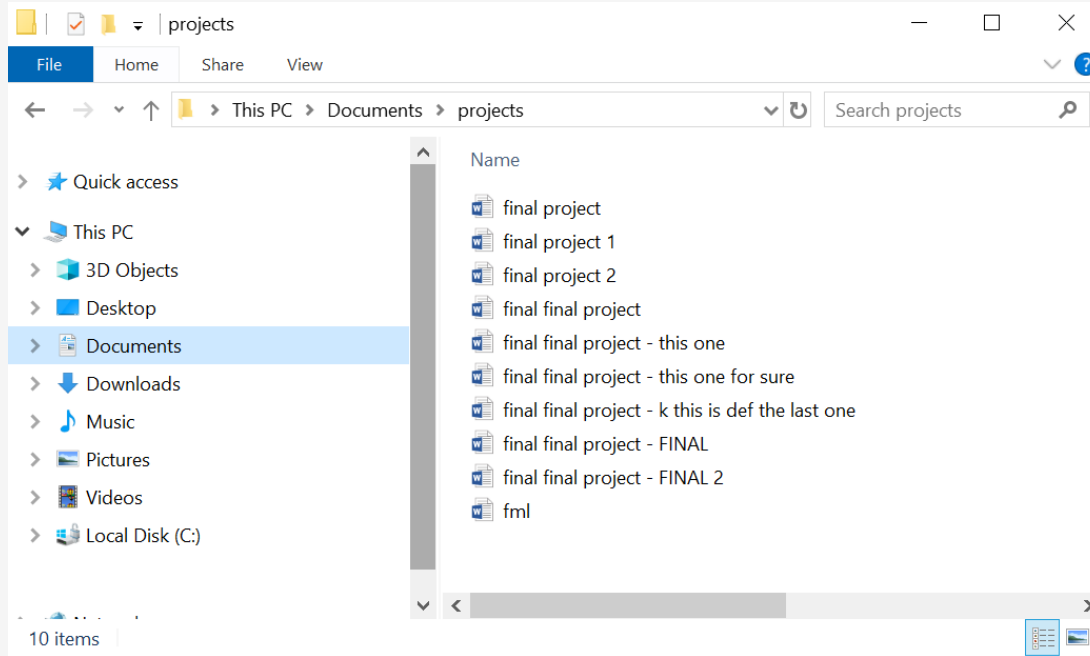 projects
File Home Share View
This PC Documents projects
Search projects
Quick access
This PC
3D Objects
Desktop
Documents
Downloads
Music
Pictures
Videos
Local Disk (C:)
Name
final project
final project 1
final project 2
final final project
final final project - this one
final final project - this one for sure
final final project - k this is def the last one
final final project - FINAL
final final project - FINAL 2
fml
10 items